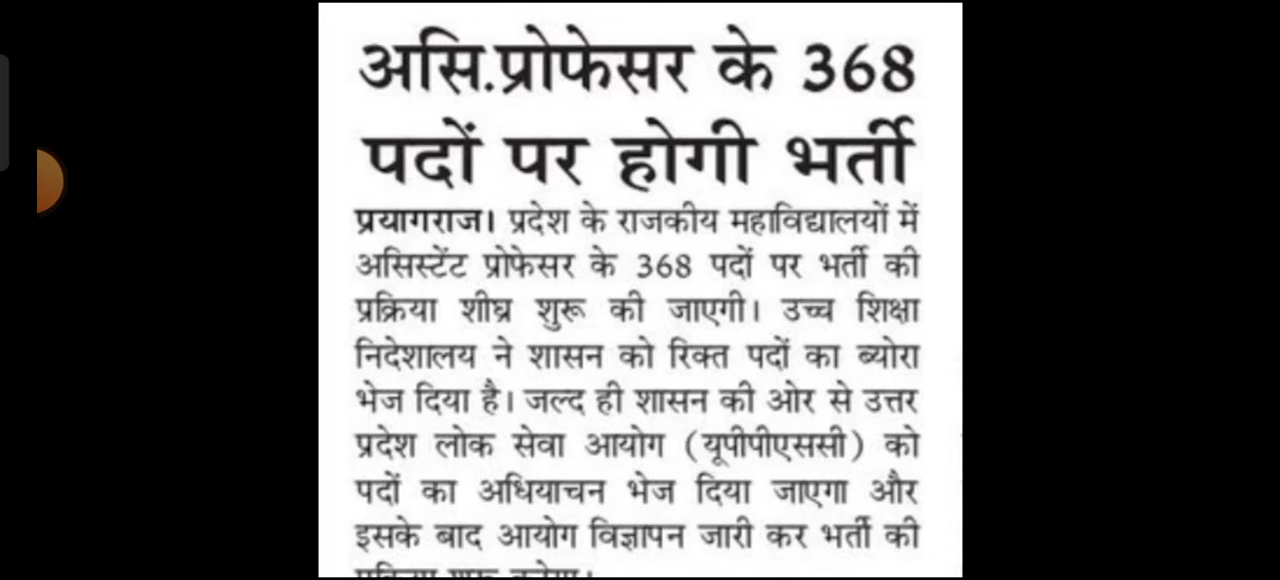 असि.प्रोफेसर के 368
पदों पर होगी भर्ती
प्रयागराज। प्रदेश के राजकीय महाविद्यालयों में
असिस्टेंट प्रोफेसर के 368 पदों पर भर्ती की
प्रक्रिया शीघ्र शुरू की जाएगी। उच्च शिक्षा
निदेशालय ने शासन को रिक्त पदों का ब्योरा
भेज दिया है। जल्द ही शासन की ओर से उत्तर
प्रदेश लोक सेवा आयोग (यूपीपीएससी) को
पदों का अधियाचन भेज दिया जाएगा और
इसके बाद आयोग विज्ञापन जारी कर भर्ती की